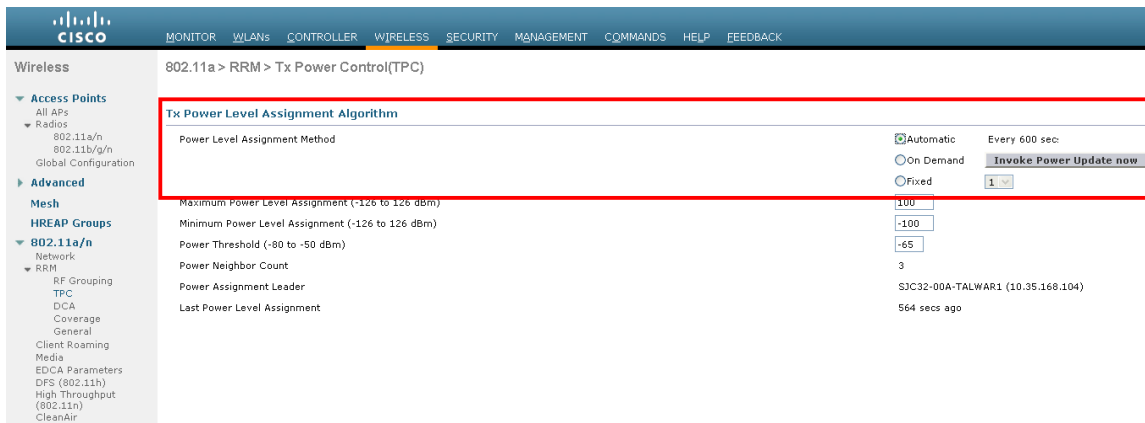 CISCO
MONITOR WLANs CONTROLLER WIRELESS SECURITY MANAGEMENT COMMANDS HELP FEEDBACK
Wireless
Access Points
All APs
Radios
802.11a/n
802.11b/g/n
Global Configuration
Advanced
Mesh
HREAP Groups
802.11a/n
Network
RRM
RF Grouping
TPC
DCA
Coverage
General
Client Roaming
Media
EDCA Parameters
DFS (802.11h)
High Throughput
(802.11n)
CleanAir
802.11a > RRM > Tx Power Control(TPC)
Tx Power Level Assignment Algorithm
Power Level Assignment Method Automatic Every 600 sec:
On Demand Invoke Power Update now
Fixed 1
Maximum Power Level Assignment (-126 to 126 dBm) 100
Minimum Power Level Assignment (-126 to 126 dBm) -100
Power Threshold (-80 to -50 dBm) -65
Power Neighbor Count 3
Power Assignment Leader SJC32-00A-TALWAR1 (10.35.168.104)
Last Power Level Assignment 564 secs ago